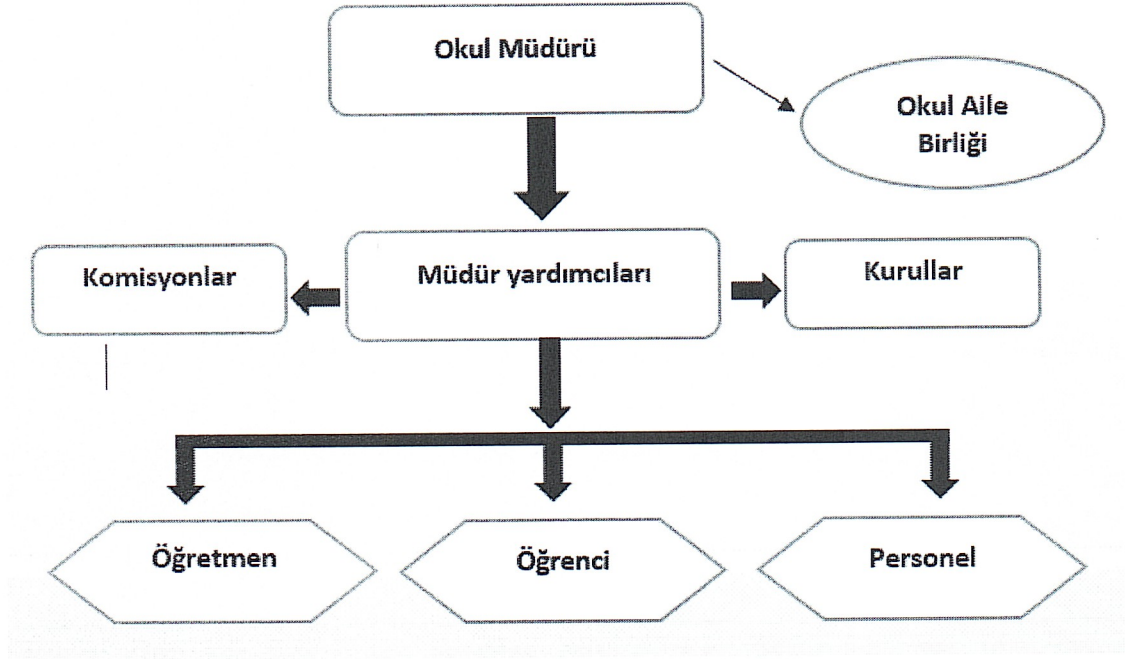 Okul Müdürü
Okul Aile
Birliği
Komisyonlar
Müdür yardımcıları
Kurullar
Öğretmen
Öğrenci
Personel